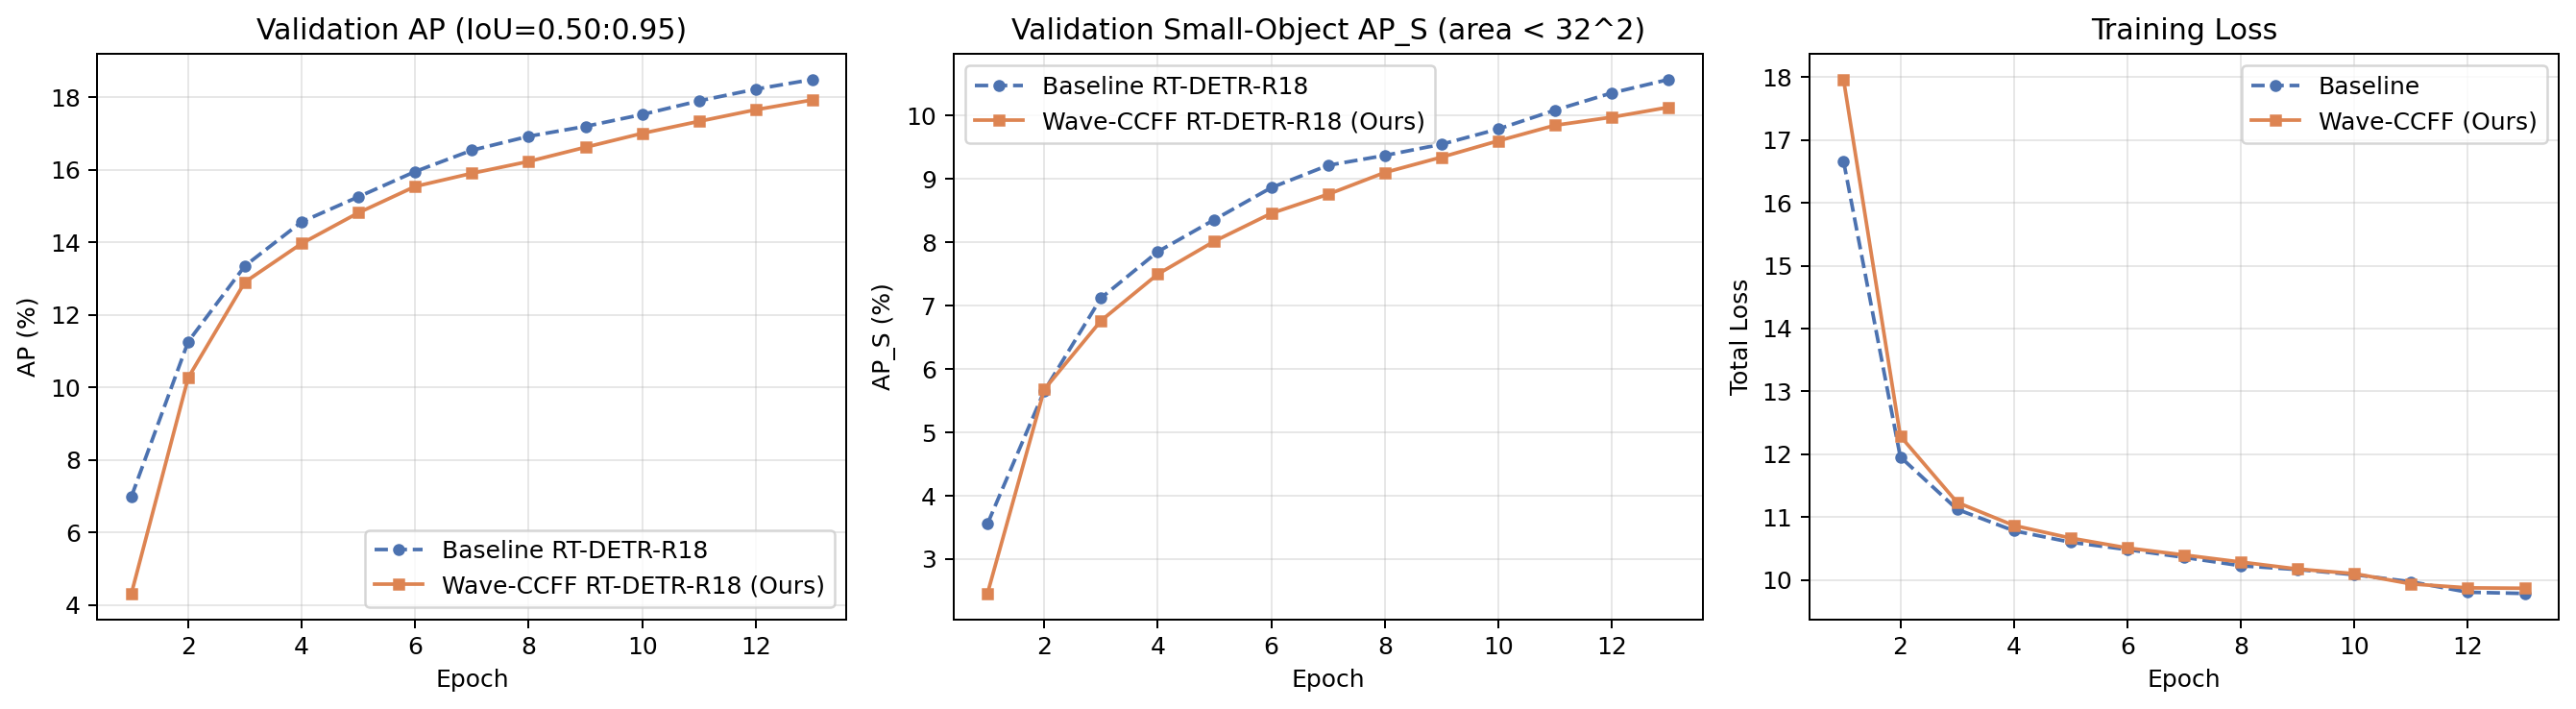 Validation AP (IoU=0.50:0.95)
AP (%)
18
16
14
12
10
8
6
4
Baseline RT-DETR-R18
Wave-CCFF RT-DETR-R18 (Ours)
2 4 6 8 10 12
Epoch
Validation Small-Object AP_S (area < 32^2)
Baseline RT-DETR-R18
Wave-CCFF RT-DETR-R18 (Ours)
AP_S (%)
10
9
8
7
6
5
4
3
2 4 6 8 10 12
Epoch
Training Loss
Baseline
Wave-CCFF (Ours)
Total Loss
18
17
16
15
14
13
12
11
10
2 4 6 8 10 12
Epoch